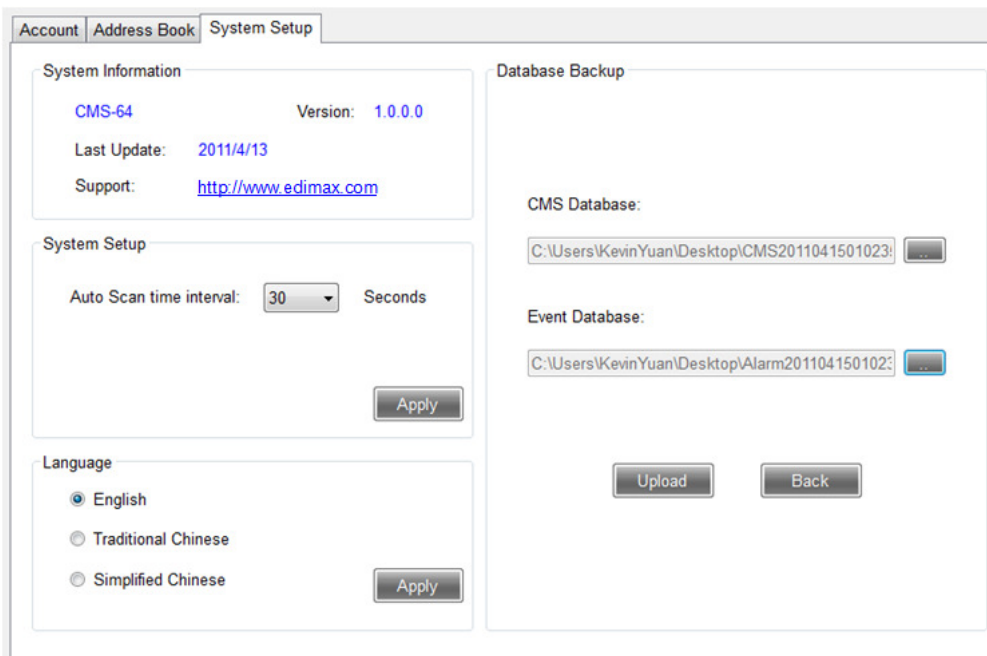 Account Address Book System Setup
System Information
CMS-64 Version: 1.0.0.0
Last Update: 2011/4/13
Support: http://www.edimax.com
System Setup
Auto Scan time interval: 30 Seconds
Apply
Language
English
Traditional Chinese
Simplified Chinese
Apply
Database Backup
CMS Database:
C:\Users\KevinYuan\Desktop\CMS2011041501023 ..
Event Database:
C:\Users\KevinYuan\Desktop\Alarm2011041501023 ..
Upload Back